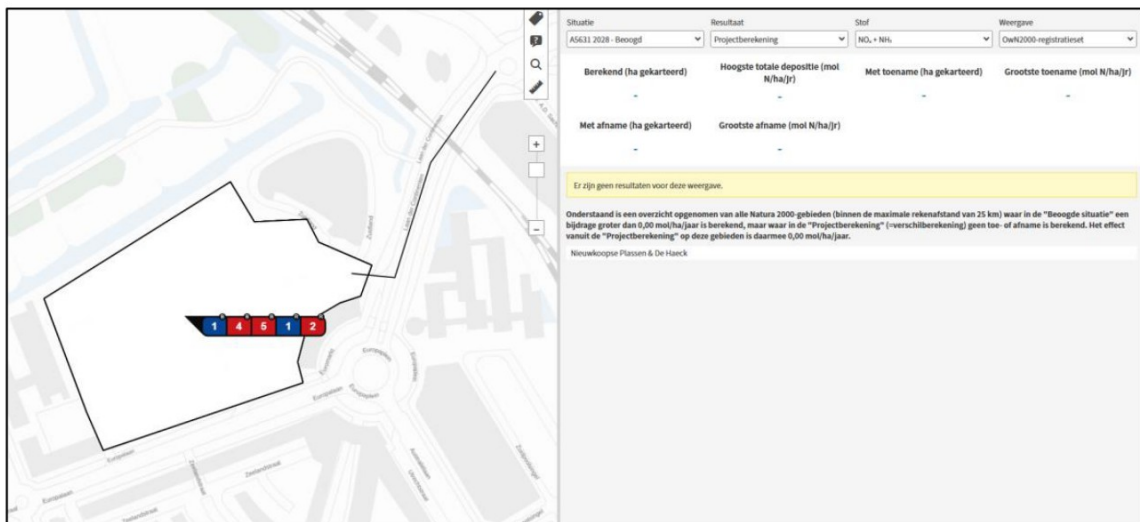 Situatie
Resultaat
Stof
Weergave
A5631 2028 - Beoogd
Projectberekening
NOₓ + NH₃
OwN2000-registratieset
Berekend (ha gekarteerd)
Hoogste totale depositie (mol
N/ha/jr)
Met toename (ha gekarteerd)
Grootste toename (mol N/ha/jr)
-
-
-
-
Met afname (ha gekarteerd)
Grootste afname (mol N/ha/jr)
-
-
Er zijn geen resultaten voor deze weergave.
Onderstaand is een overzicht opgenomen van alle Natura 2000-gebieden (binnen de maximale rekenafstand van 25 km) waar in de "Beoogde situatie" een
bijdrage groter dan 0,00 mol/ha/jaar is berekend, maar waar in de "Projectberekening" (=verschilberekening) geen toe- of afname is berekend. Het effect
vanuit de "Projectberekening" op deze gebieden is daarmee 0,00 mol/ha/jaar.
Nieuwkoopse Plassen & De Haeck
1 4 5 1 2
Europalaan
Europalaan
Europalaan
Europalaan
Zeelandstraat
Zeelandstraat